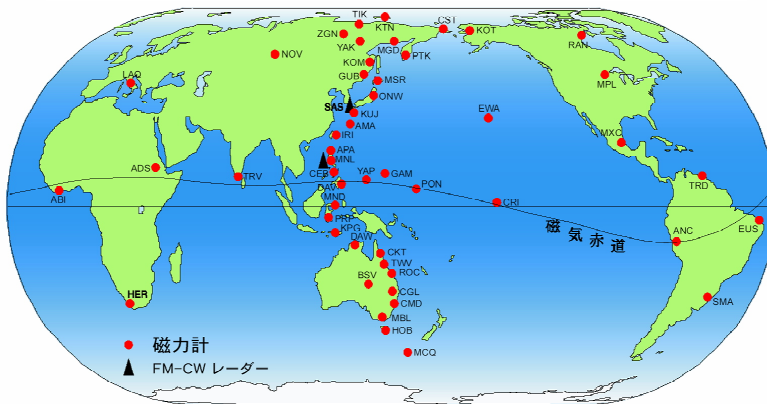 TIK
KTN
CST
KOT
RAN
ZGN
YAK
MGD
PTK
NOV
KOM
GUB
MSR
MPL
LAQ
ONW
SAS
KUJ
EWA
AMA
IRI
MXC
APA
MNL
ADS
TRV
CEB
YAP
GAM
TRD
ABI
DAV
PON
MND
CRI
PRP
EUS
KPG
磁気赤道
ANC
DAW
CKT
TWV
BSV
ROC
HER
CGL
CMD
SMA
MBL
HOB
磁力計
MCQ
FM-CW レーダー